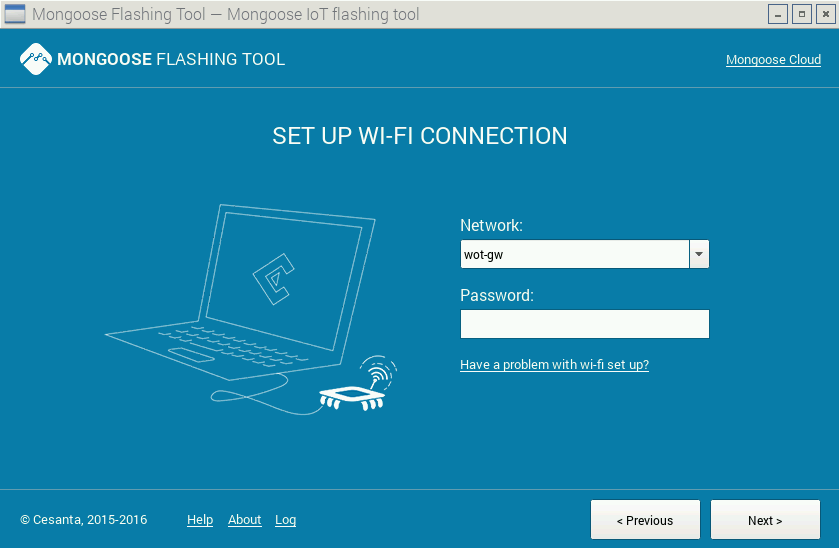 Mongoose Flashing Tool — Mongoose IoT flashing tool
MONGOOSE FLASHING TOOL
Mongoose Cloud
SET UP WI-FI CONNECTION
Network:
wot-gw
Password:
Have a problem with wi-fi set up?
© Cesanta, 2015-2016 Help About Log
< Previous Next >